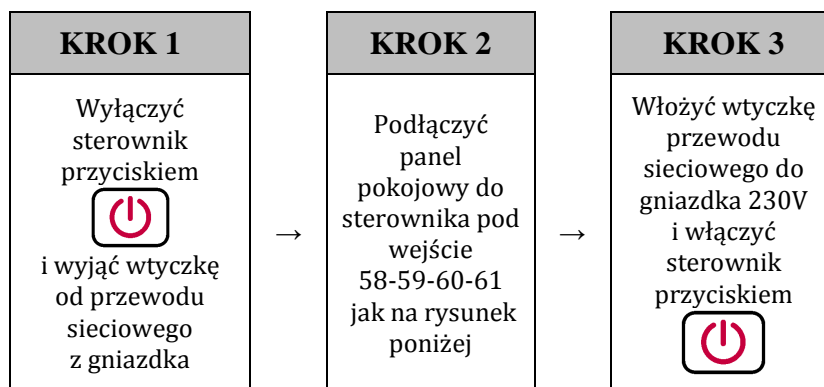 KROK 1
Wyłączyć
sterownik
przyciskiem
i wyjąć wtyczkę
od przewodu
sieciowego
z gniazdka
→
KROK 2
Podłączyć
panel
pokojowy do
sterownika pod
wejście
58-59-60-61
jak na rysunek
poniżej
→
KROK 3
Włożyć wtyczkę
przewodu
sieciowego do
gniazdka 230V
i włączyć
sterownik
przyciskiem